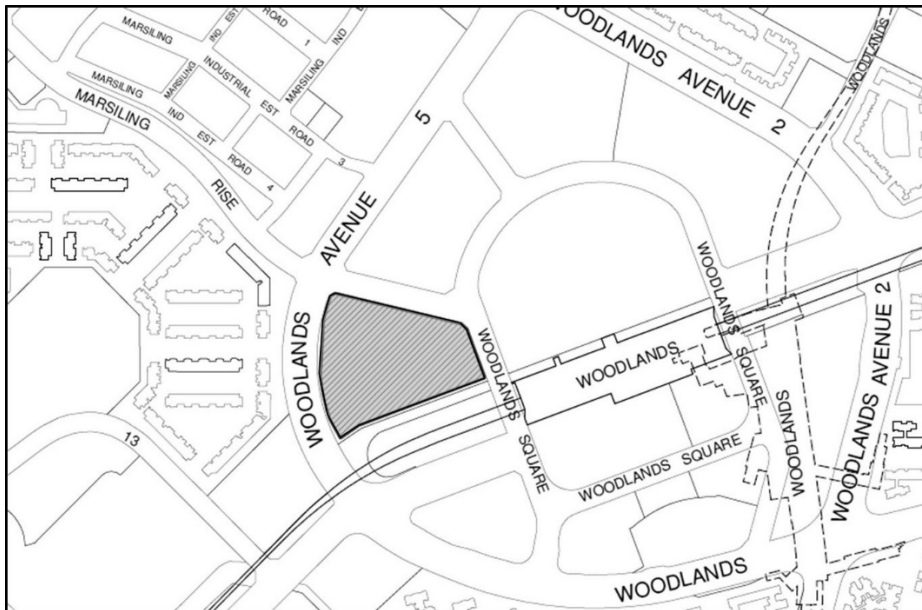 WOODLANDS AVENUE 2
WOODLANDS
MARSILING IND EST ROAD 1
MARSILING INDUSTRIAL EST ROAD 3
MARSILING IND EST
MARSILING IND
MARSILING IND EST ROAD 4
MARSILING RISE
WOODLANDS AVENUE 5
WOODLANDS SQUARE
WOODLANDS SQUARE
WOODLANDS
WOODLANDS SQUARE
WOODLANDS
WOODLANDS AVENUE 2
13
WOODLANDS